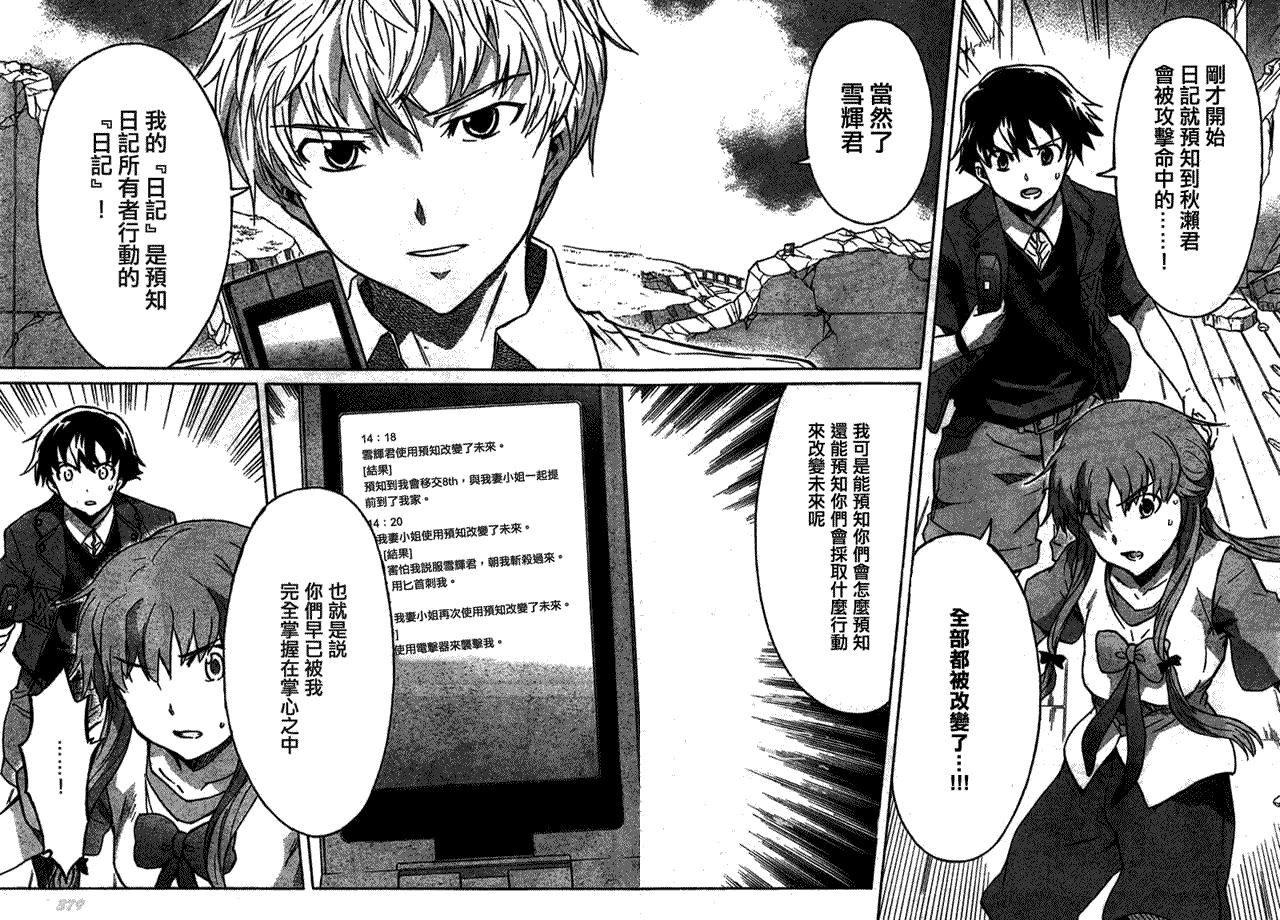 剛才開始
日記就預知到秋瀨君
會被攻擊命中的……！
全部都被改變了…!!!
當然了
雪輝君
我的『日記』是預知
日記所有者行動的
『日記』！
我可是能預知你們會怎麼預知
還能預知你們會採取什麼行動
來改變未來呢
14：18
雪輝君使用預知改變了未來。
[結果]
預知到我會移交8th，與我妻小姐一起提
前到了我家。
14：20
我妻小姐使用預知改變了未來。
[結果]
害怕我説服雪輝君，朝我斬殺過來。
用匕首刺我。
我妻小姐再次使用預知改變了未來。
]
使用電擊器來襲擊我。
也就是説
你們早已被我
完全掌握在掌心之中
……！
379